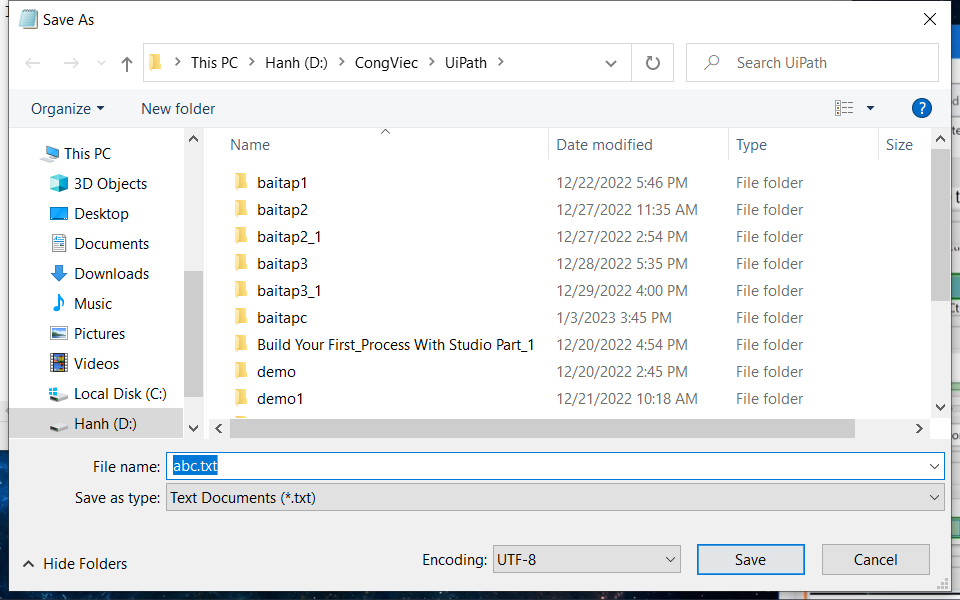 Save As
This PC > Hanh (D:) > CongViec > UiPath >
Search UiPath
Organize
New folder
?
This PC
3D Objects
Desktop
Documents
Downloads
Music
Pictures
Videos
Local Disk (C:)
Hanh (D:)
Name Date modified Type Size
baitap1 12/22/2022 5:46 PM File folder
baitap2 12/27/2022 11:35 AM File folder
baitap2_1 12/27/2022 2:54 PM File folder
baitap3 12/28/2022 5:35 PM File folder
baitap3_1 12/29/2022 4:00 PM File folder
baitapc 1/3/2023 3:45 PM File folder
Build Your First_Process With Studio Part_1 12/20/2022 4:54 PM File folder
demo 12/20/2022 2:45 PM File folder
demo1 12/21/2022 10:18 AM File folder
File name: abc.txt
Save as type: Text Documents (*.txt)
Hide Folders
Encoding: UTF-8
Save
Cancel